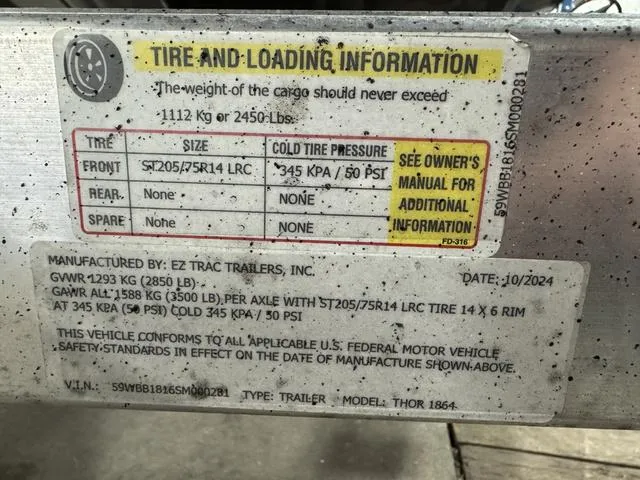 TIRE AND LOADING INFORMATION
The weight of the cargo should never exceed
1112 Kg or 2450 Lbs.
TIRE SIZE COLD TIRE PRESSURE
FRONT ST205/75R14 LRC 345 KPA / 50 PSI
REAR None NONE
SPARE None NONE
SEE OWNER'S
MANUAL FOR
ADDITIONAL
INFORMATION
FD-316
59WBB1816SM000281
MANUFACTURED BY: EZ TRAC TRAILERS, INC. DATE: 10/2024
GVWR 1293 KG (2850 LB)
GAWR ALL 1588 KG (3500 LB) PER AXLE WITH ST205/75R14 LRC TIRE 14 X 6 RIM
AT 345 KPA (50 PSI) COLD 345 KPA / 50 PSI
THIS VEHICLE CONFORMS TO ALL APPLICABLE U.S. FEDERAL MOTOR VEHICLE
SAFETY STANDARDS IN EFFECT ON THE DATE OF MANUFACTURE SHOWN ABOVE.
V.I.N.: 59WBB1816SM000281 TYPE: TRAILER MODEL: THOR 1864